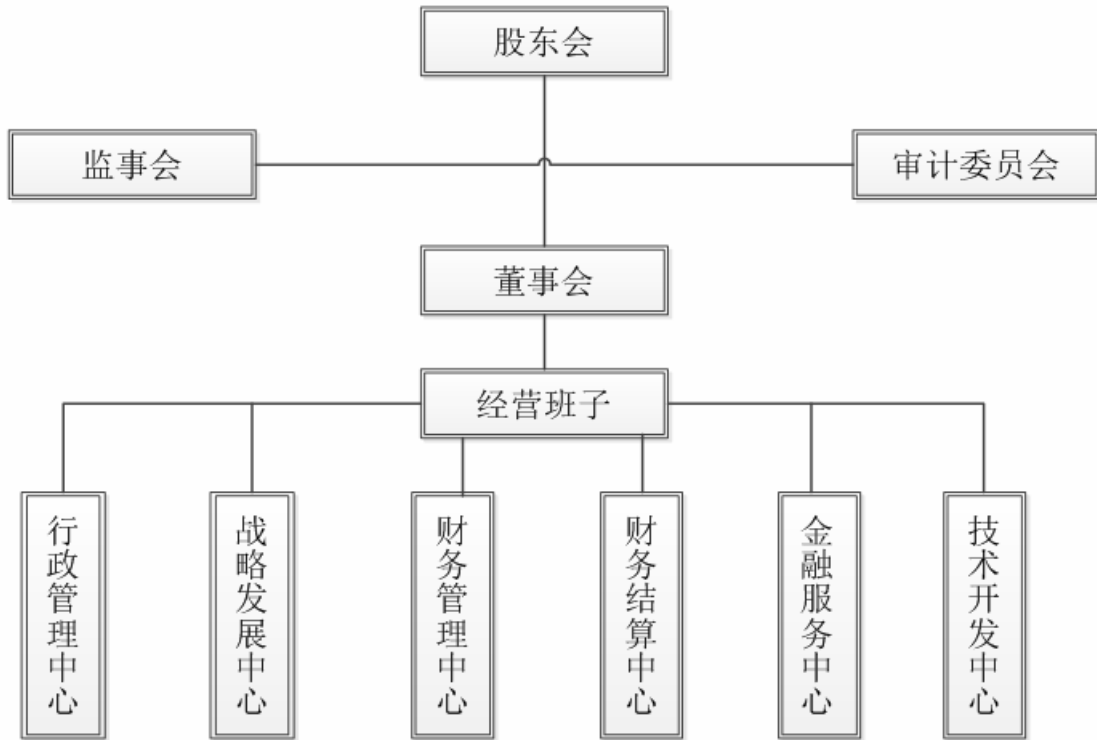 股东会
监事会
审计委员会
董事会
经营班子
行政管理中心
战略发展中心
财务管理中心
财务结算中心
金融服务中心
技术开发中心